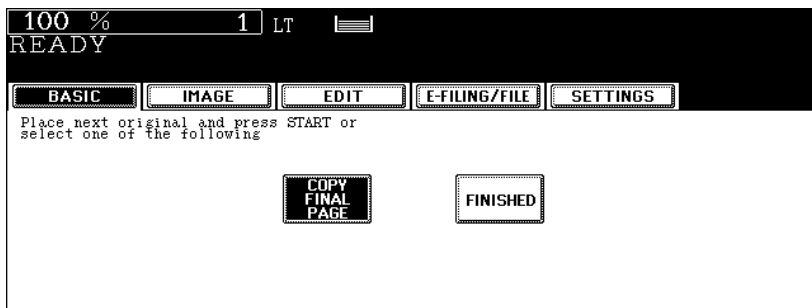 100 % 1 LT
READY
BASIC IMAGE EDIT E-FILING/FILE SETTINGS
Place next original and press START or
select one of the following
COPY
FINAL
PAGE
FINISHED